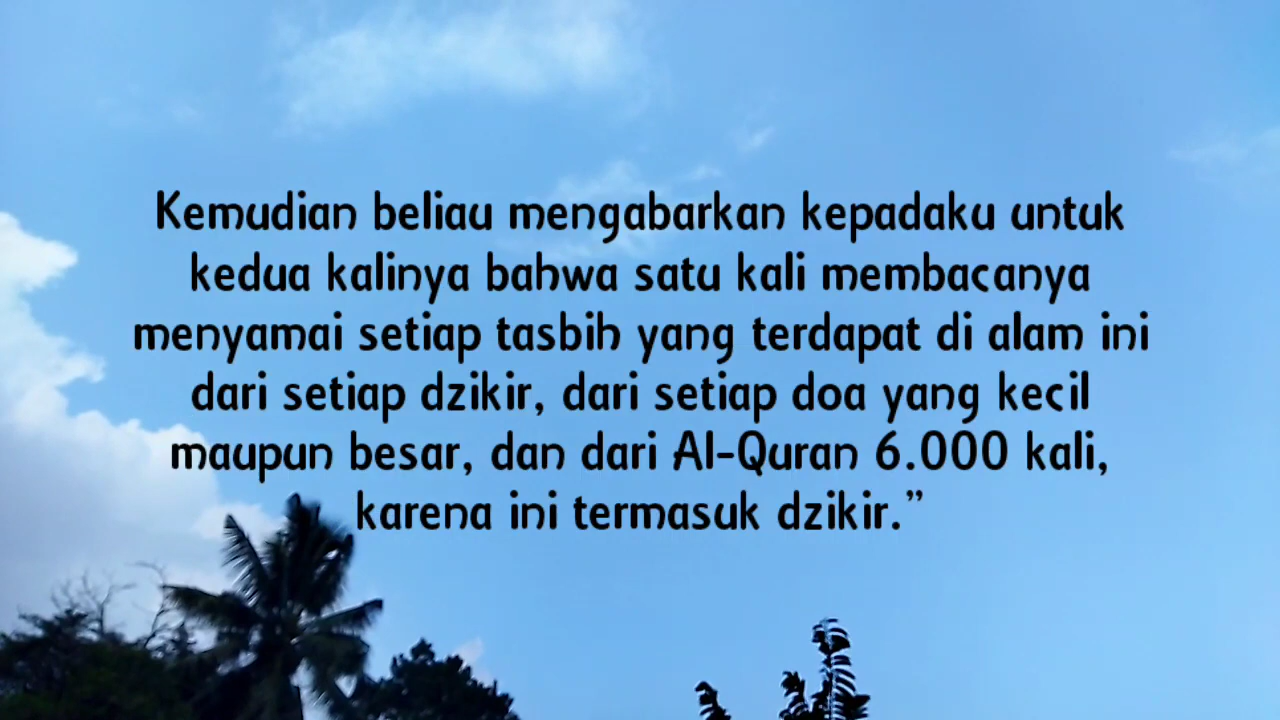 Kemudian beliau mengabarkan kepadaku untuk
kedua kalinya bahwa satu kali membacanya
menyamai setiap tasbih yang terdapat di alam ini
dari setiap dzikir, dari setiap doa yang kecil
maupun besar, dan dari Al-Quran 6.000 kali,
karena ini termasuk dzikir.”